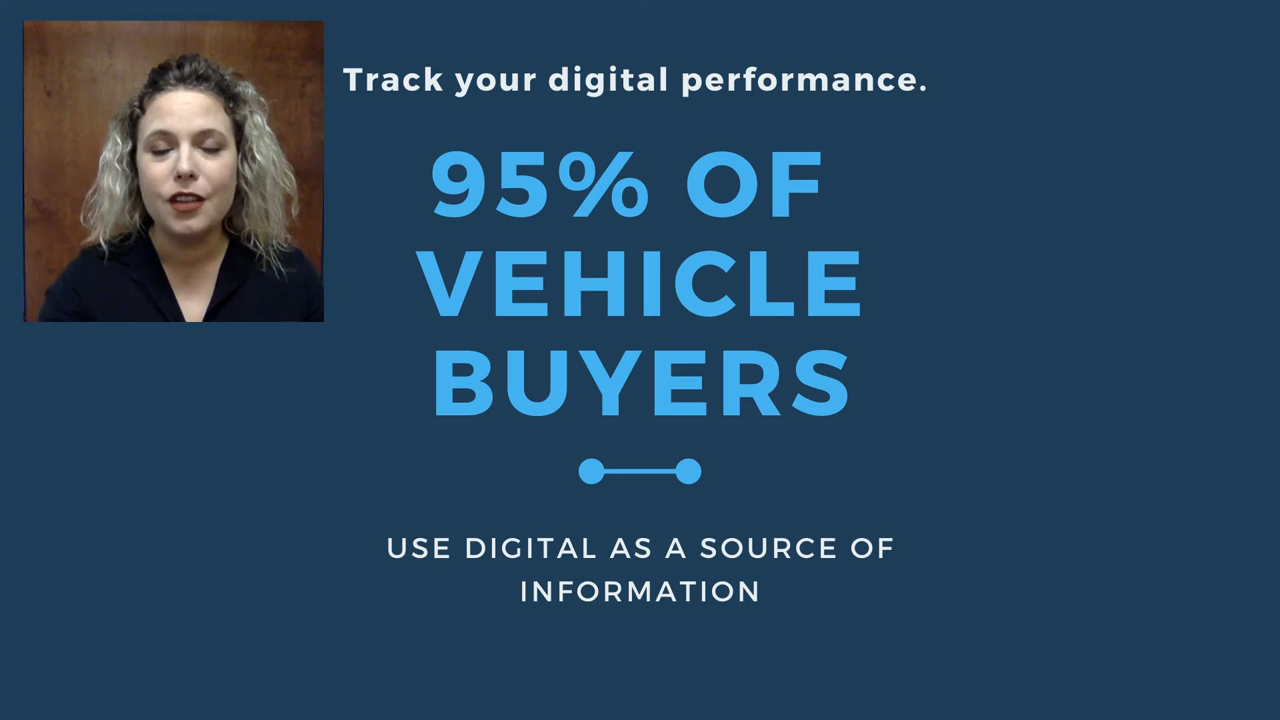 Track your digital performance.
95% OF
VEHICLE
BUYERS
USE DIGITAL AS A SOURCE OF
INFORMATION